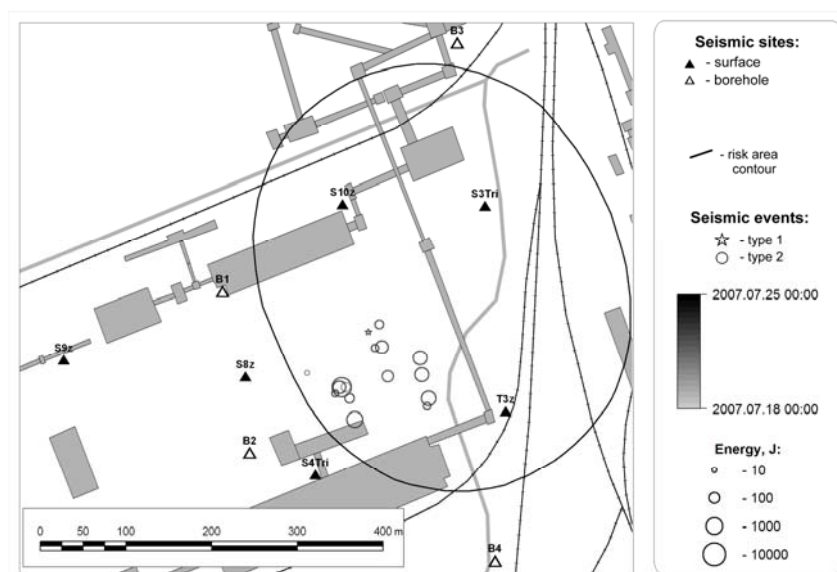 B3
S10z
S3Tri
B1
S9z
S8z
T3z
B2
S4Tri
B4
0 50 100 200 300 400 m
Seismic sites:
- surface
- borehole
- risk area
contour
Seismic events:
- type 1
- type 2
2007.07.25 00:00
2007.07.18 00:00
Energy, J:
- 10
- 100
- 1000
- 10000